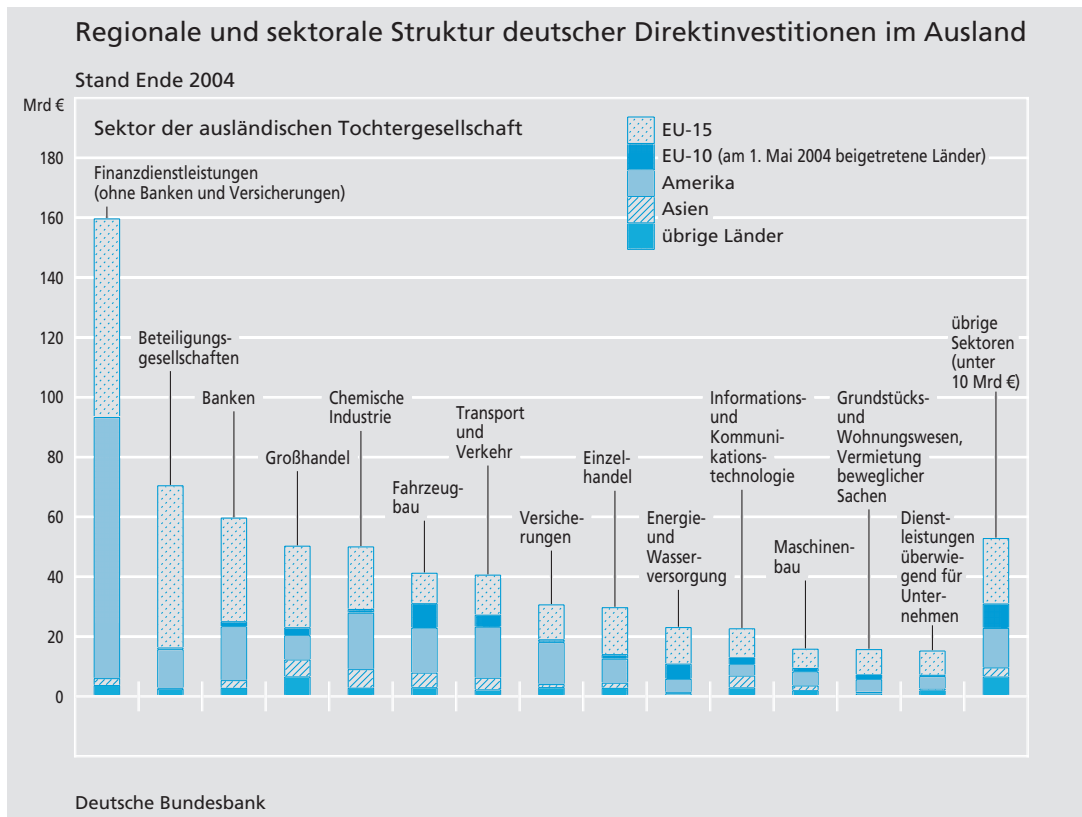 Regionale und sektorale Struktur deutscher Direktinvestitionen im Ausland
Stand Ende 2004
Mrd €
Sektor der ausländischen Tochtergesellschaft
EU-15
EU-10 (am 1. Mai 2004 beigetretene Länder)
Amerika
Asien
übrige Länder
180
160
140
120
100
80
60
40
20
0
Finanzdienstleistungen
(ohne Banken und Versicherungen)
Beteiligungs-
gesellschaften
Banken
Großhandel
Chemische
Industrie
Fahrzeug-
bau
Transport
und
Verkehr
Versiche-
rungen
Einzel-
handel
Energie-
und
Wasser-
versorgung
Informations-
und
Kommuni-
kations-
technologie
Maschinen-
bau
Grundstücks-
und
Wohnungswesen,
Vermietung
beweglicher
Sachen
Dienst-
leistungen
überwie-
gend für
Unter-
nehmen
übrige
Sektoren
(unter
10 Mrd €)
Deutsche Bundesbank